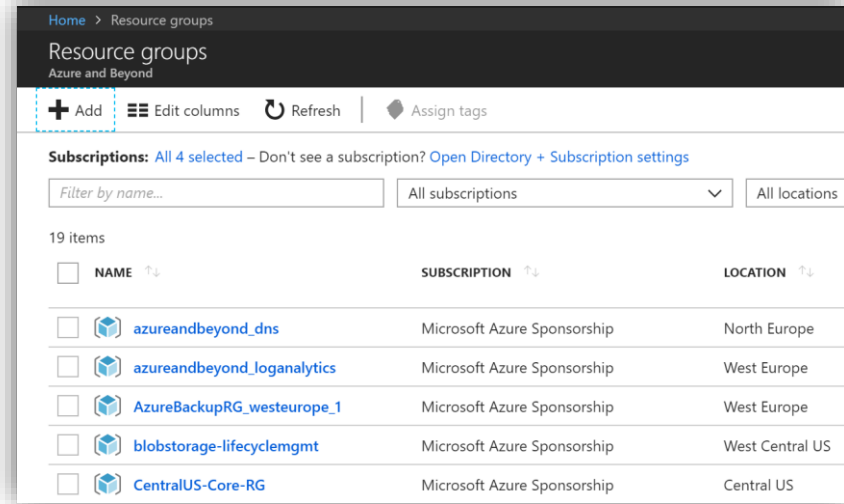 Home > Resource groups
Resource groups
Azure and Beyond
Add Edit columns Refresh Assign tags
Subscriptions: All 4 selected – Don't see a subscription? Open Directory + Subscription settings
Filter by name... All subscriptions All locations
19 items
NAME SUBSCRIPTION LOCATION
azureandbeyond_dns Microsoft Azure Sponsorship North Europe
azureandbeyond_loganalytics Microsoft Azure Sponsorship West Europe
AzureBackupRG_westeurope_1 Microsoft Azure Sponsorship West Europe
blobstorage-lifecyclemgmt Microsoft Azure Sponsorship West Central US
CentralUS-Core-RG Microsoft Azure Sponsorship Central US